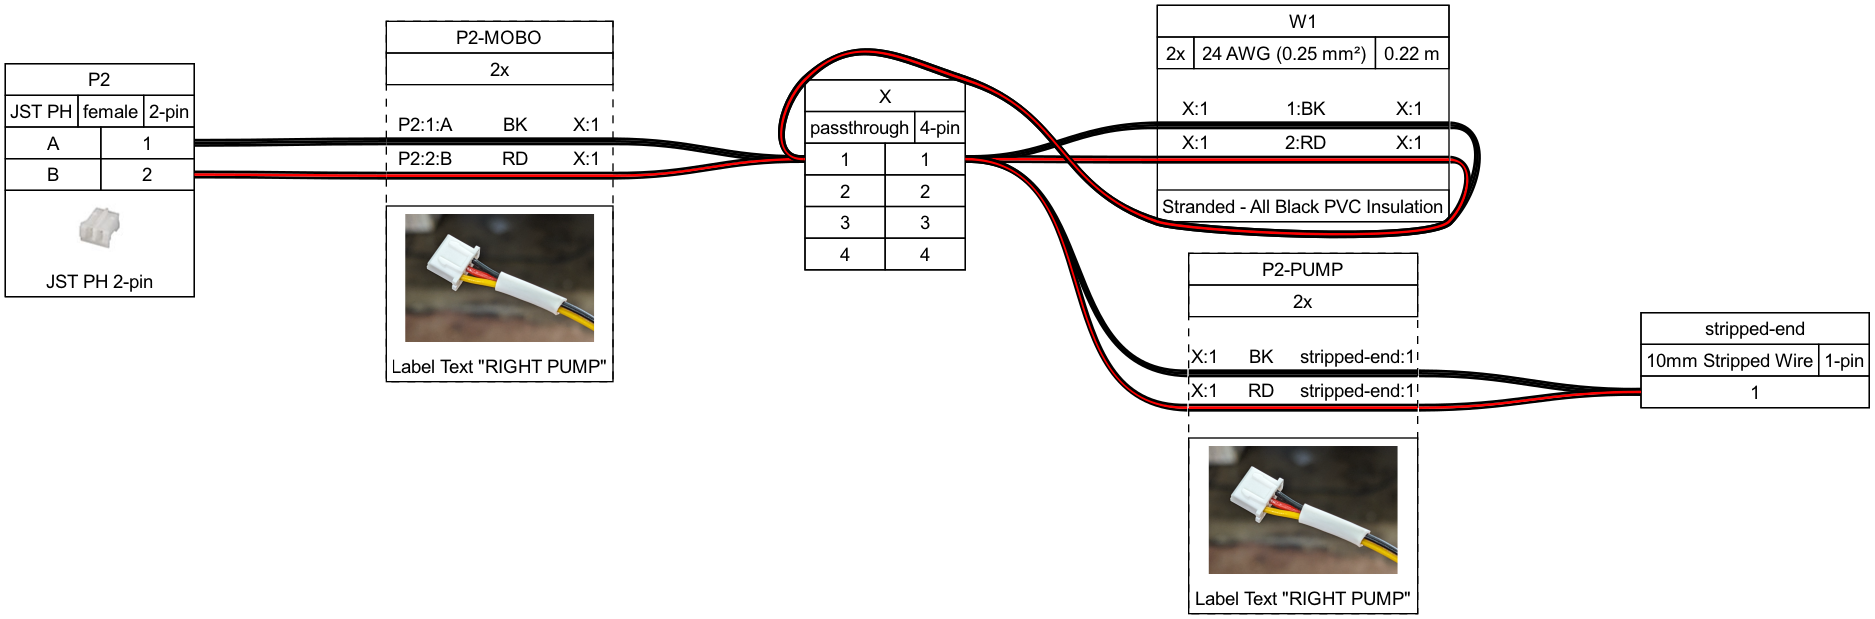 P2
JST PH female 2-pin
A 1
B 2
JST PH 2-pin
P2-MOBO
2x
P2:1:A BK X:1
P2:2:B RD X:1
Label Text "RIGHT PUMP"
X
passthrough 4-pin
1 1
2 2
3 3
4 4
W1
2x 24 AWG (0.25 mm²) 0.22 m
X:1 1:BK X:1
X:1 2:RD X:1
Stranded - All Black PVC Insulation
P2-PUMP
2x
X:1 BK stripped-end:1
X:1 RD stripped-end:1
Label Text "RIGHT PUMP"
stripped-end
10mm Stripped Wire 1-pin
1